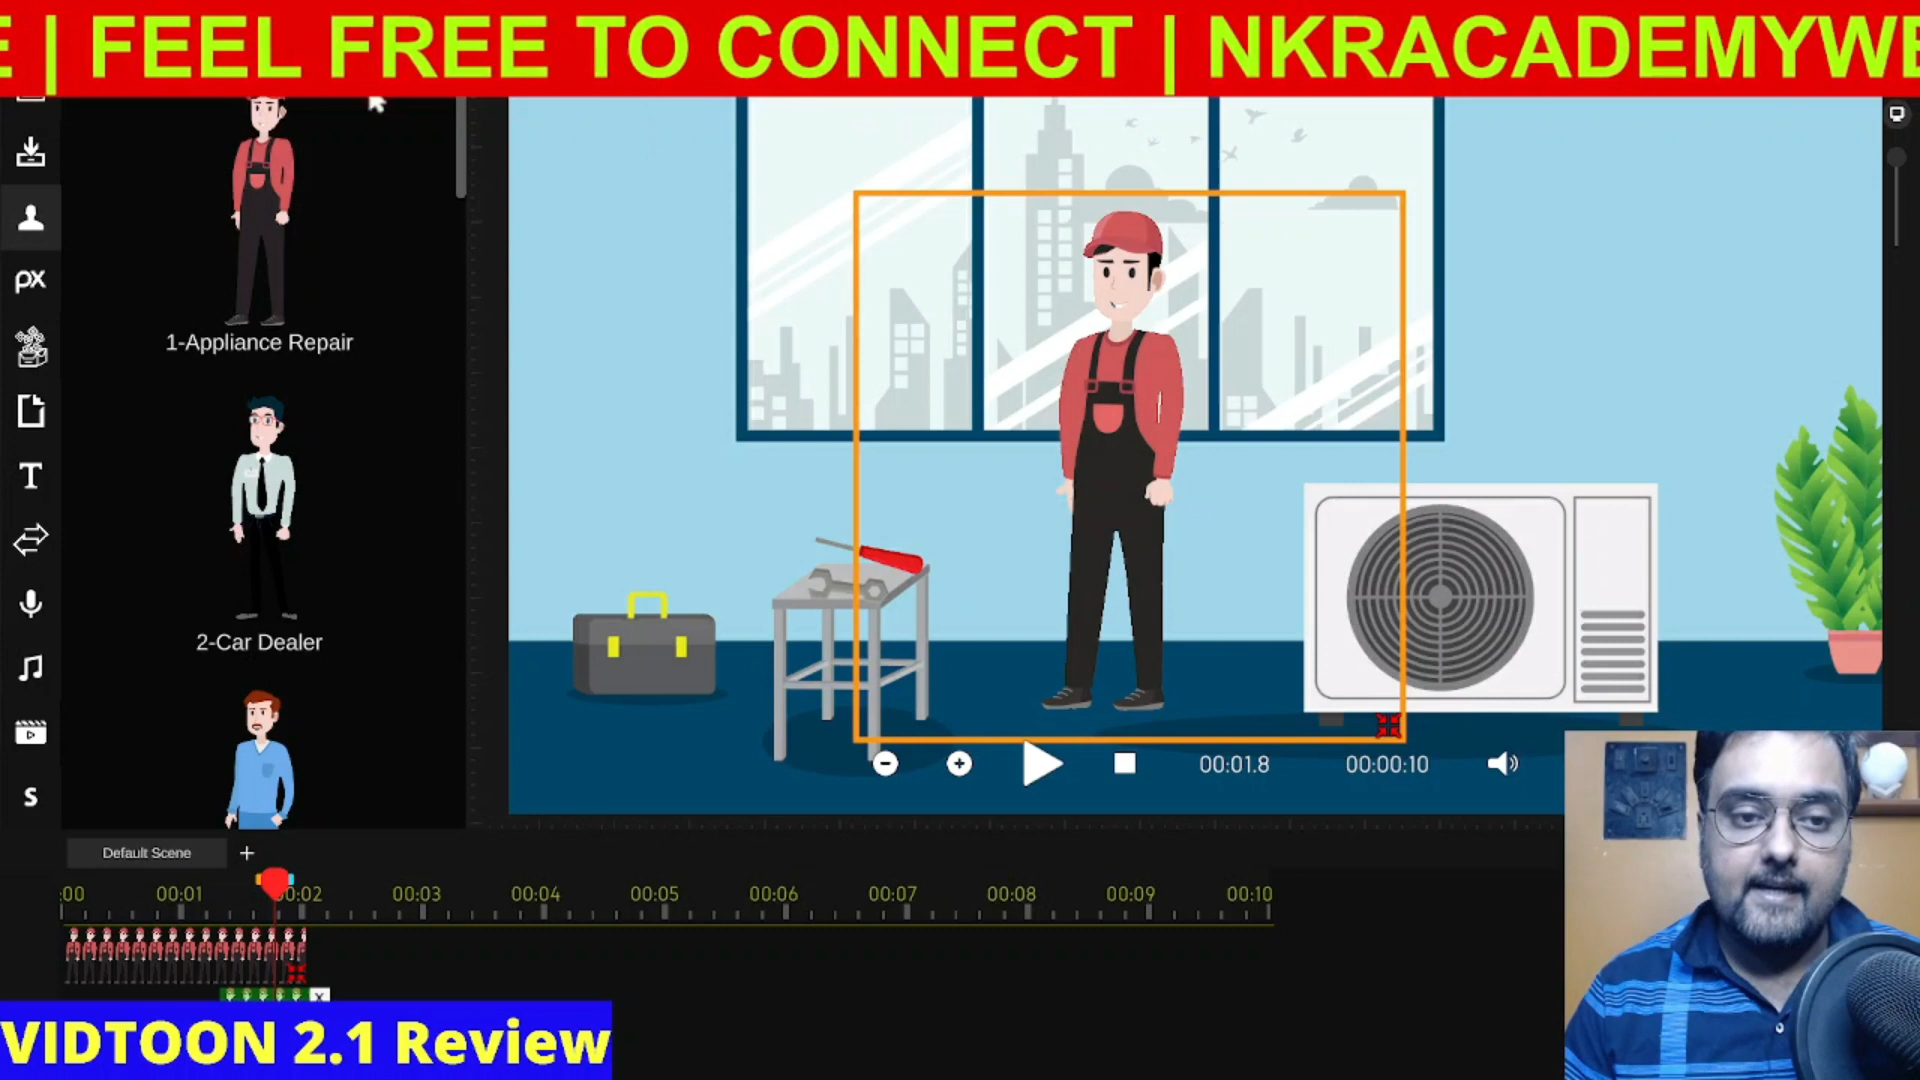 E | FEEL FREE TO CONNECT | NKRACADEMYWE
px
1-Appliance Repair
T
2-Car Dealer
S
00:01.8
00:00:10
Default Scene
+
:00 00:01 00:02 00:03 00:04 00:05 00:06 00:07 00:08 00:09 00:10
x
VIDTOON 2.1 Review